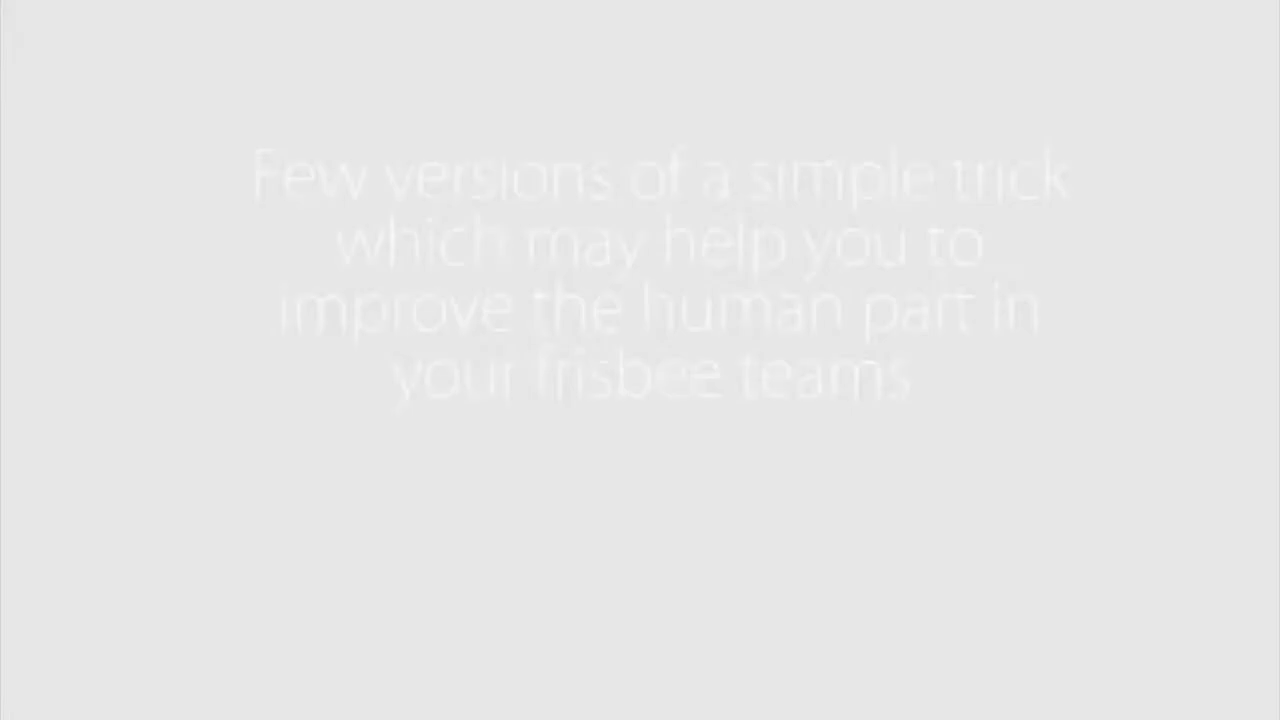 Few versions of a simple trick
which may help you to
improve the human part in
your frisbee teams